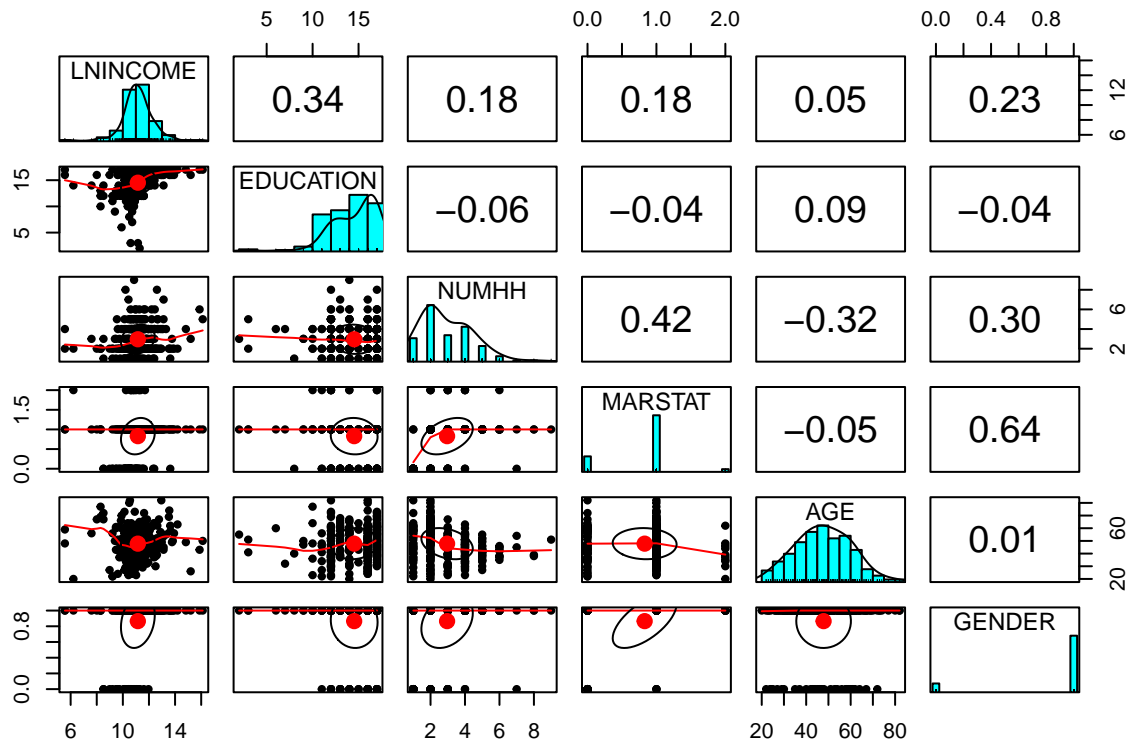 5 15 0.0 1.0 2.0 0.0 0.4 0.8
LNINCOME 0.34 0.18 0.18 0.05 0.23 6 12
5 15 EDUCATION −0.06 −0.04 0.09 −0.04
NUMHH 0.42 −0.32 0.30 2 6
0.0 1.5 MARSTAT −0.05 0.64
AGE 0.01 20 60
0.0 0.8 GENDER
6 10 14 2 4 6 8 20 40 60 80